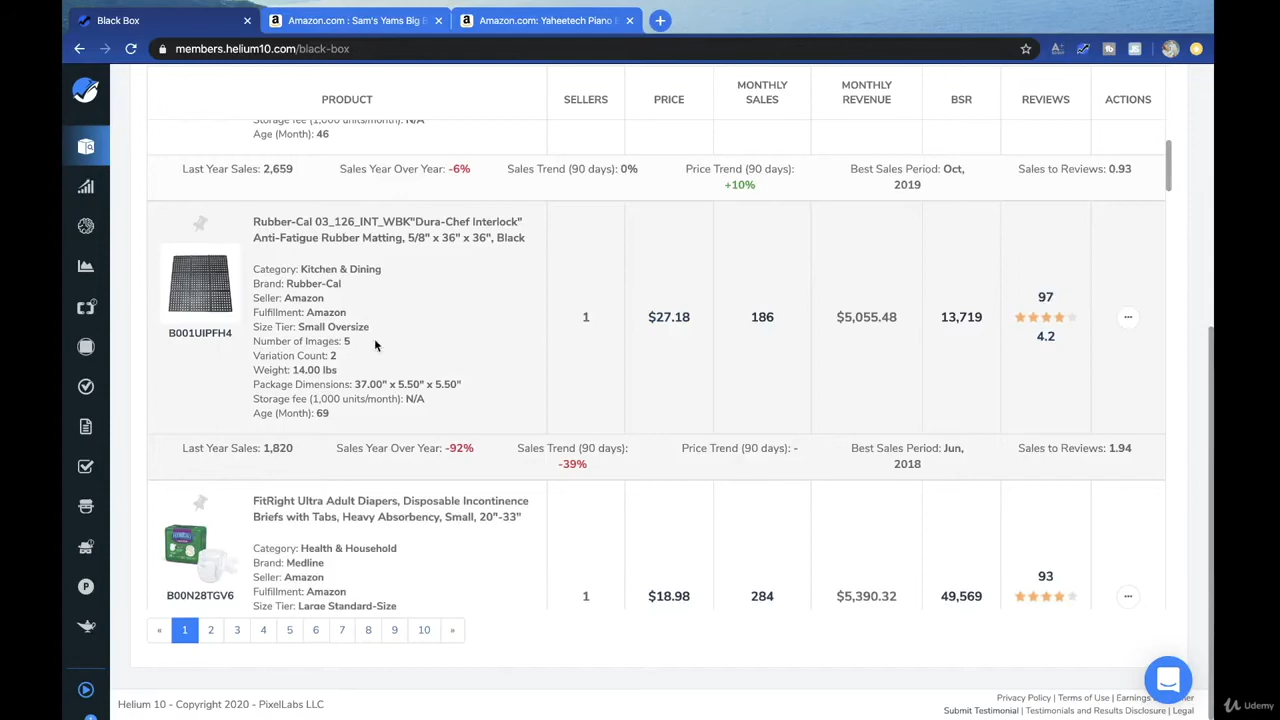 Black Box
Amazon.com : Sam's Yams Big B
Amazon.com: Yaheetech Piano B
members.helium10.com/black-box
PRODUCT
SELLERS
PRICE
MONTHLY
SALES
MONTHLY
REVENUE
BSR
REVIEWS
ACTIONS
Storage fee (1,000 units/month): N/A
Age (Month): 46
Last Year Sales: 2,659
Sales Year Over Year: -6%
Sales Trend (90 days): 0%
Price Trend (90 days):
+10%
Best Sales Period: Oct,
2019
Sales to Reviews: 0.93
Rubber-Cal 03_126_INT_WBK"Dura-Chef Interlock"
Anti-Fatigue Rubber Matting, 5/8" x 36" x 36", Black
Category: Kitchen & Dining
Brand: Rubber-Cal
Seller: Amazon
Fulfillment: Amazon
Size Tier: Small Oversize
Number of Images: 5
Variation Count: 2
Weight: 14.00 lbs
Package Dimensions: 37.00" x 5.50" x 5.50"
Storage fee (1,000 units/month): N/A
Age (Month): 69
B001UIPFH4
1
$27.18
186
$5,055.48
13,719
97
4.2
Last Year Sales: 1,820
Sales Year Over Year: -92%
Sales Trend (90 days):
-39%
Price Trend (90 days): -
Best Sales Period: Jun,
2018
Sales to Reviews: 1.94
FitRight Ultra Adult Diapers, Disposable Incontinence
Briefs with Tabs, Heavy Absorbency, Small, 20"-33"
Category: Health & Household
Brand: Medline
Seller: Amazon
Fulfillment: Amazon
Size Tier: Large Standard-Size
B00N28TGV6
1
$18.98
284
$5,390.32
49,569
93
« 1 2 3 4 5 6 7 8 9 10 »
Helium 10 - Copyright 2020 - PixelLabs LLC
Privacy Policy | Terms of Use | Earnings
Submit Testimonial | Testimonials and Results Disclosure | Legal
Udemy